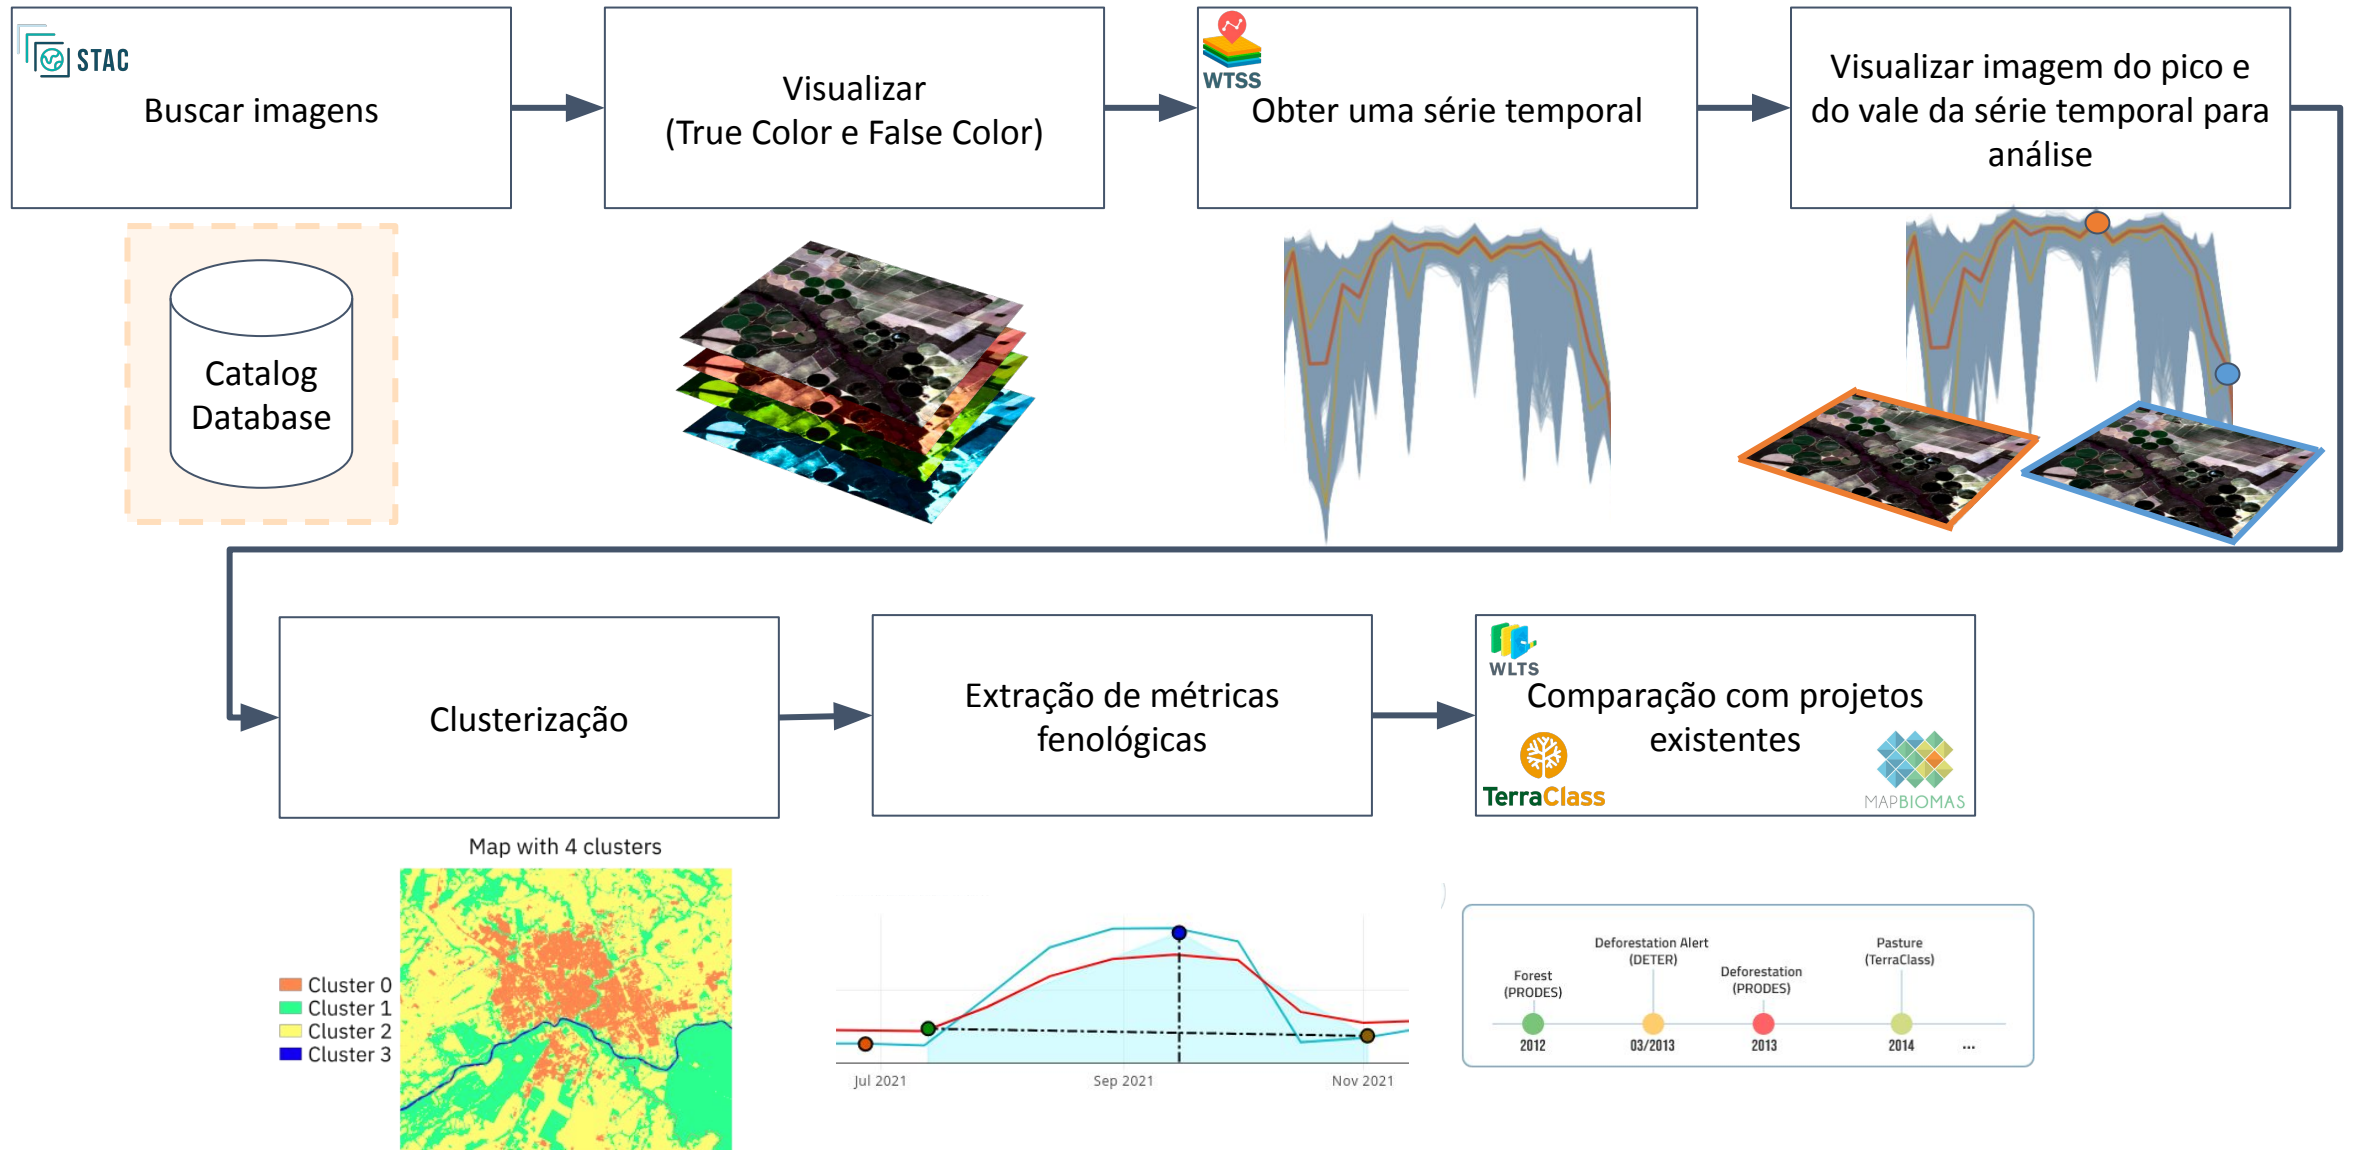 STAC
Buscar imagens
Visualizar
(True Color e False Color)
WTSS
Obter uma série temporal
Visualizar imagem do pico e
do vale da série temporal para
análise
Catalog
Database
Clusterização
Extração de métricas
fenológicas
WLTS
Comparação com projetos
existentes
TerraClass
MAPBIOMAS
Map with 4 clusters
Cluster 0
Cluster 1
Cluster 2
Cluster 3
Jul 2021
Sep 2021
Nov 2021
Forest
(PRODES)
2012
Deforestation Alert
(DETER)
03/2013
Deforestation
(PRODES)
2013
Pasture
(TerraClass)
2014
...